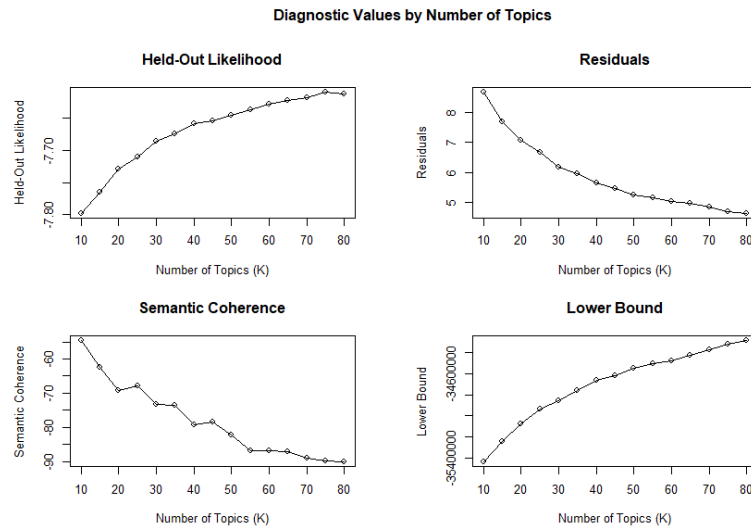 Diagnostic Values by Number of Topics
Held-Out Likelihood
Held-Out Likelihood
-7.70
-7.80
10 20 30 40 50 60 70 80
Number of Topics (K)
Residuals
Residuals
8
7
6
5
10 20 30 40 50 60 70 80
Number of Topics (K)
Semantic Coherence
Semantic Coherence
-60
-70
-80
-90
10 20 30 40 50 60 70 80
Number of Topics (K)
Lower Bound
Lower Bound
-34600000
-35400000
10 20 30 40 50 60 70 80
Number of Topics (K)